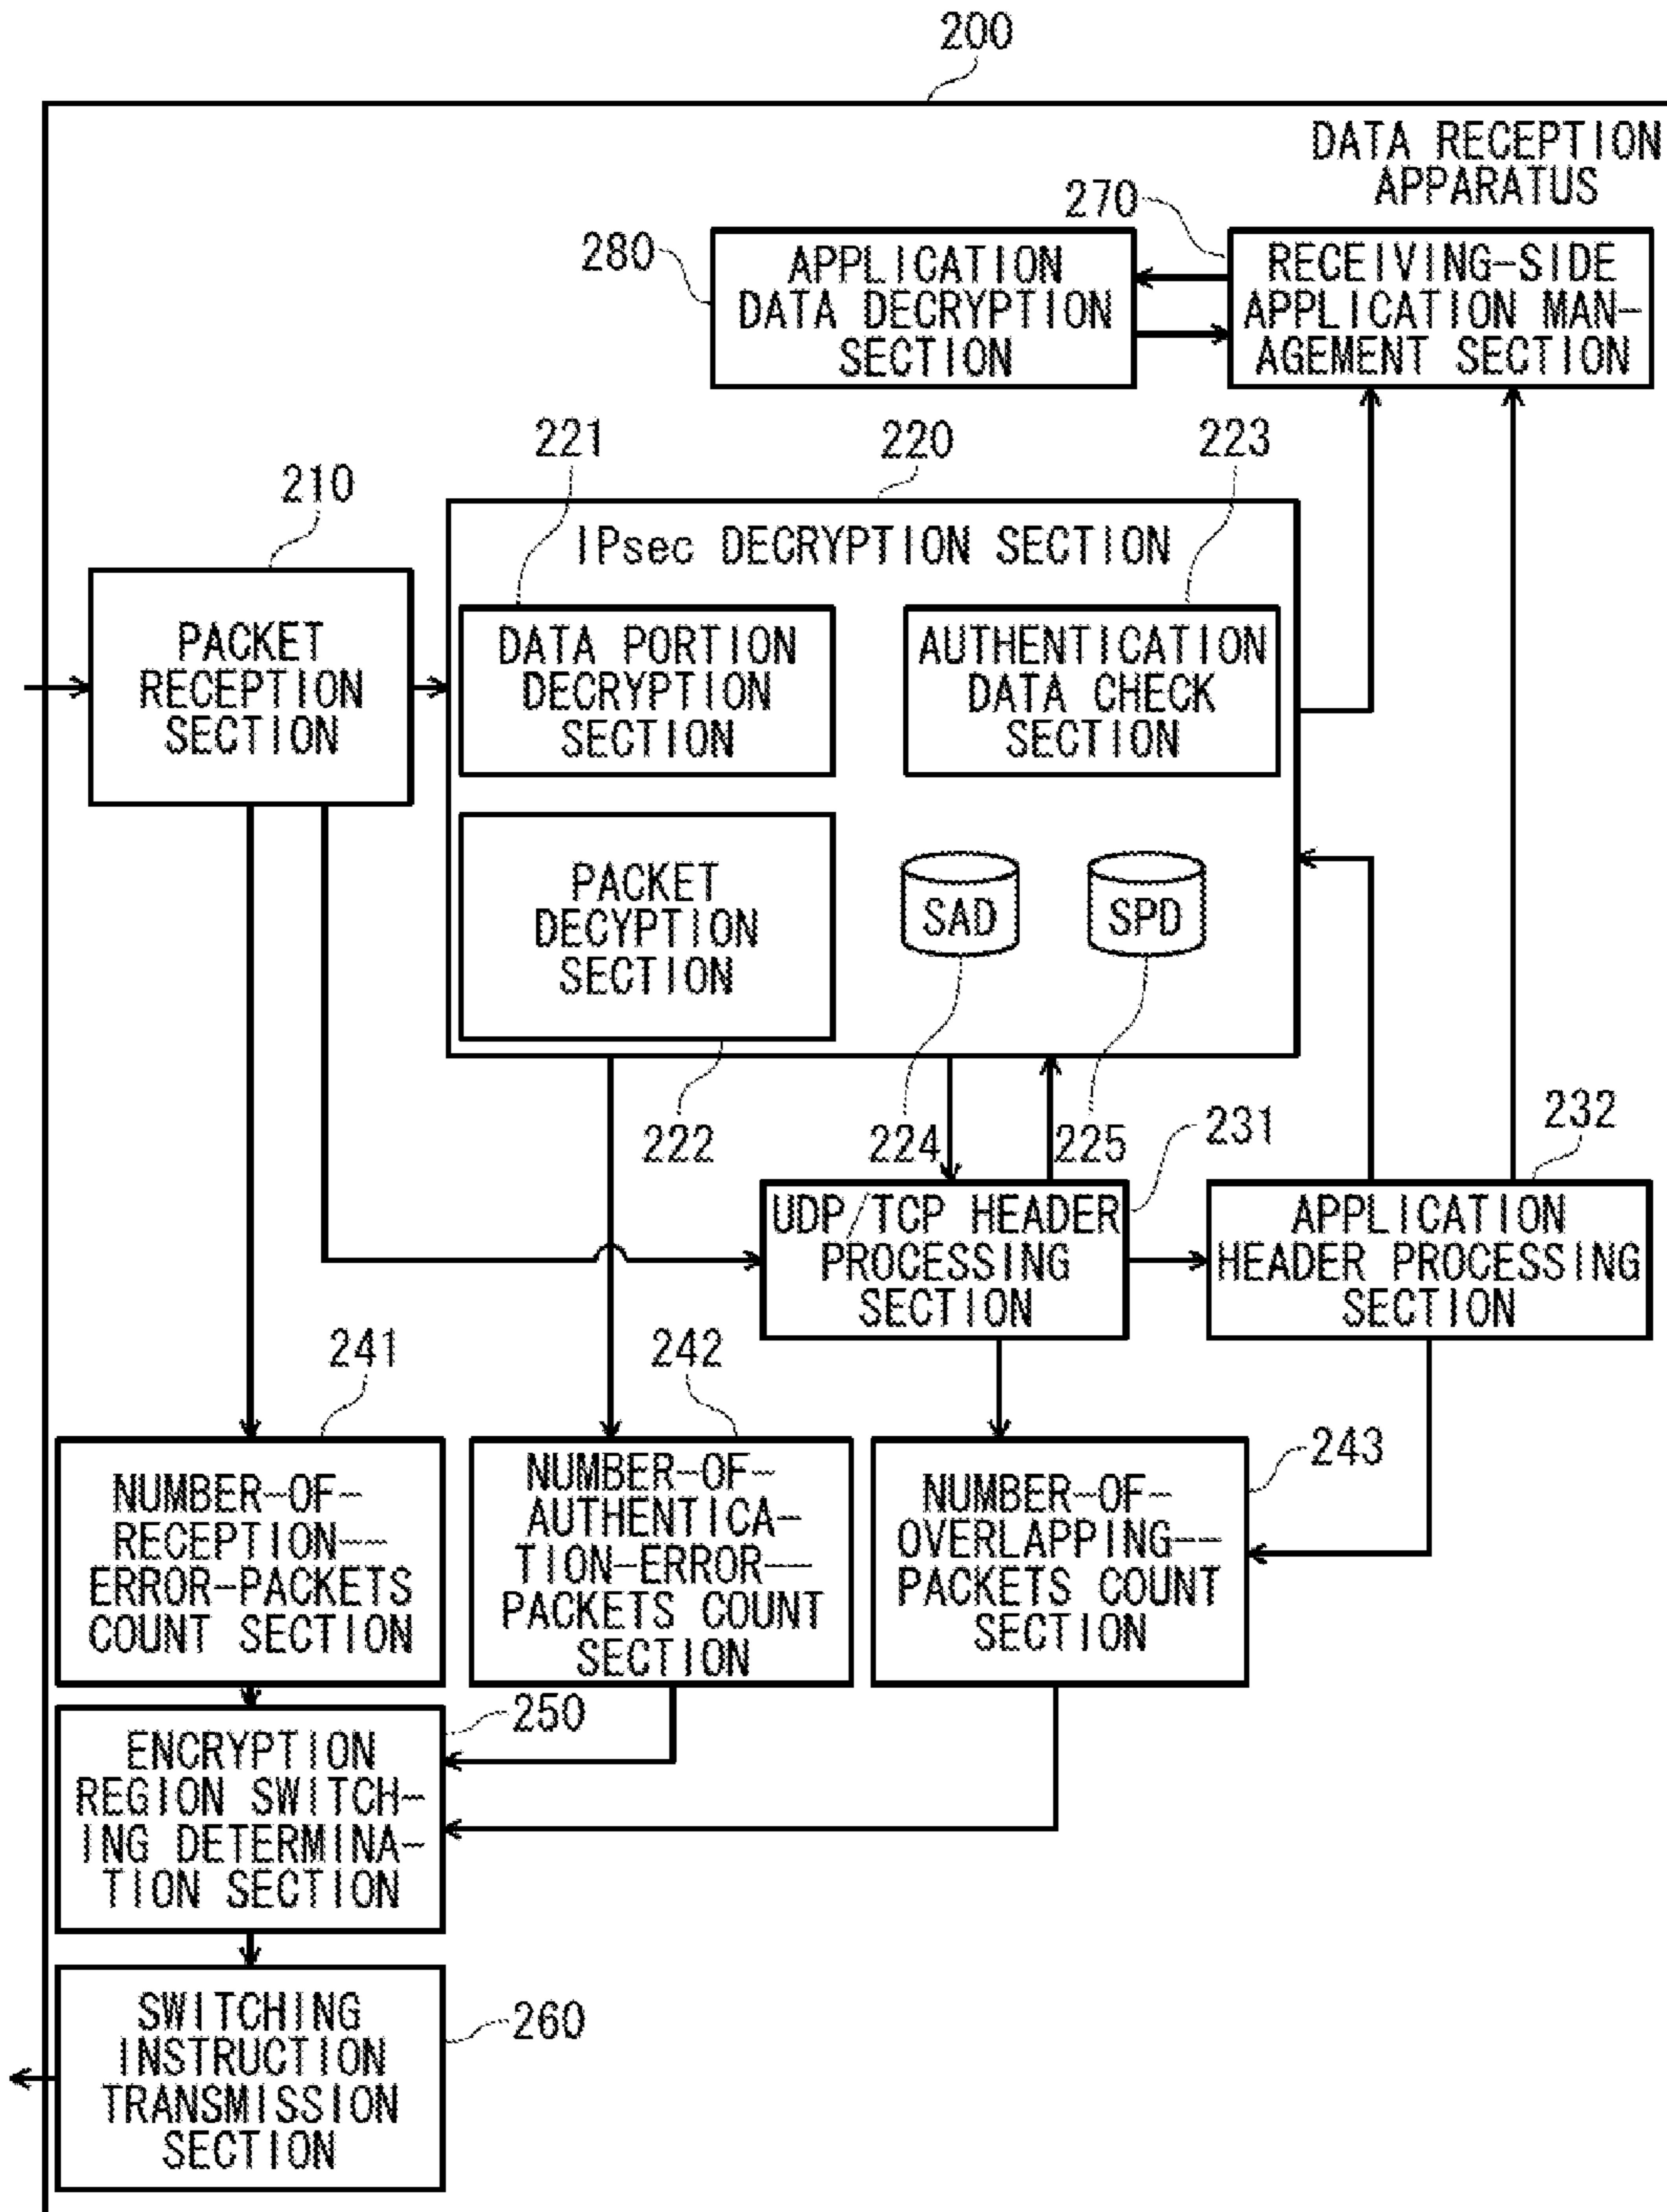 200
DATA RECEPTION
APPARATUS
270
280
APPLICATION
DATA DECRYPTION
SECTION
RECEIVING-SIDE
APPLICATION MAN-
AGEMENT SECTION
221
220
223
210
IPsec DECRYPTION SECTION
PACKET
RECEPTION
SECTION
DATA PORTION
DECRYPTION
SECTION
AUTHENTICATION
DATA CHECK
SECTION
PACKET
DECYPTION
SECTION
SAD
SPD
222
224
225
231
232
UDP/TCP HEADER
PROCESSING
SECTION
APPLICATION
HEADER PROCESSING
SECTION
241
242
243
NUMBER-OF-
RECEPTION--
ERROR-PACKETS
COUNT SECTION
NUMBER-OF-
AUTHENTICA-
TION-ERROR--
PACKETS COUNT
SECTION
NUMBER-OF-
OVERLAPPING--
PACKETS COUNT
SECTION
250
ENCRYPTION
REGION SWITCH-
ING DETERMINA-
TION SECTION
260
SWITCHING
INSTRUCTION
TRANSMISSION
SECTION